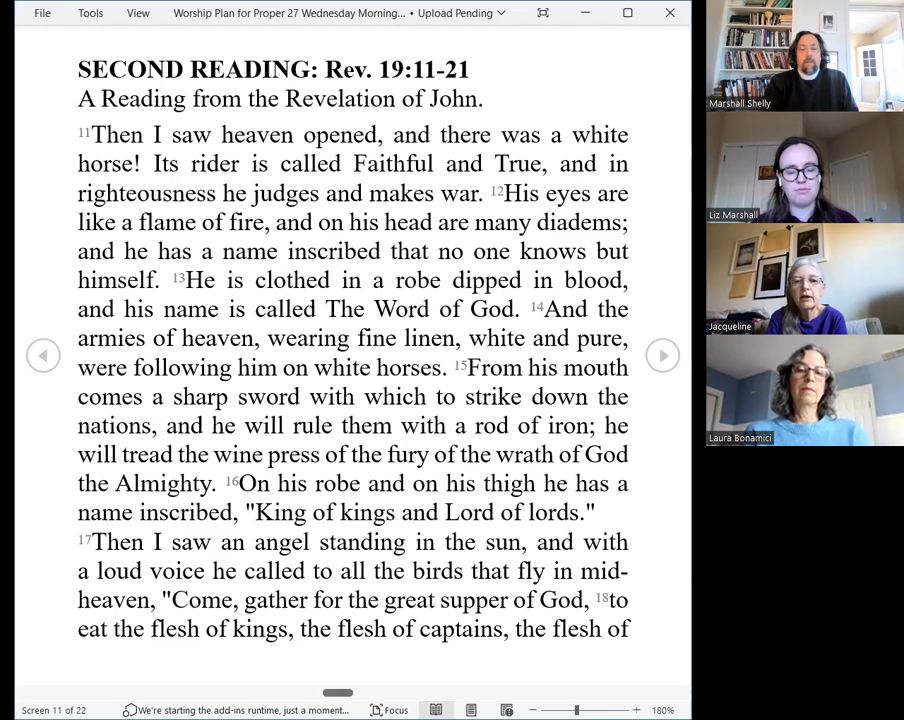 File Tools View Worship Plan for Proper 27 Wednesday Morning... • Upload Pending
SECOND READING: Rev. 19:11-21
A Reading from the Revelation of John.
11Then I saw heaven opened, and there was a white
horse! Its rider is called Faithful and True, and in
righteousness he judges and makes war. 12His eyes are
like a flame of fire, and on his head are many diadems;
and he has a name inscribed that no one knows but
himself. 13He is clothed in a robe dipped in blood,
and his name is called The Word of God. 14And the
armies of heaven, wearing fine linen, white and pure,
were following him on white horses. 15From his mouth
comes a sharp sword with which to strike down the
nations, and he will rule them with a rod of iron; he
will tread the wine press of the fury of the wrath of God
the Almighty. 16On his robe and on his thigh he has a
name inscribed, "King of kings and Lord of lords."
17Then I saw an angel standing in the sun, and with
a loud voice he called to all the birds that fly in mid-
heaven, "Come, gather for the great supper of God, 18to
eat the flesh of kings, the flesh of captains, the flesh of
Screen 11 of 22 We're starting the add-ins runtime, just a moment... Focus 180%
Marshall Shelly
Liz Marshall
Jacqueline
Laura Bonamici